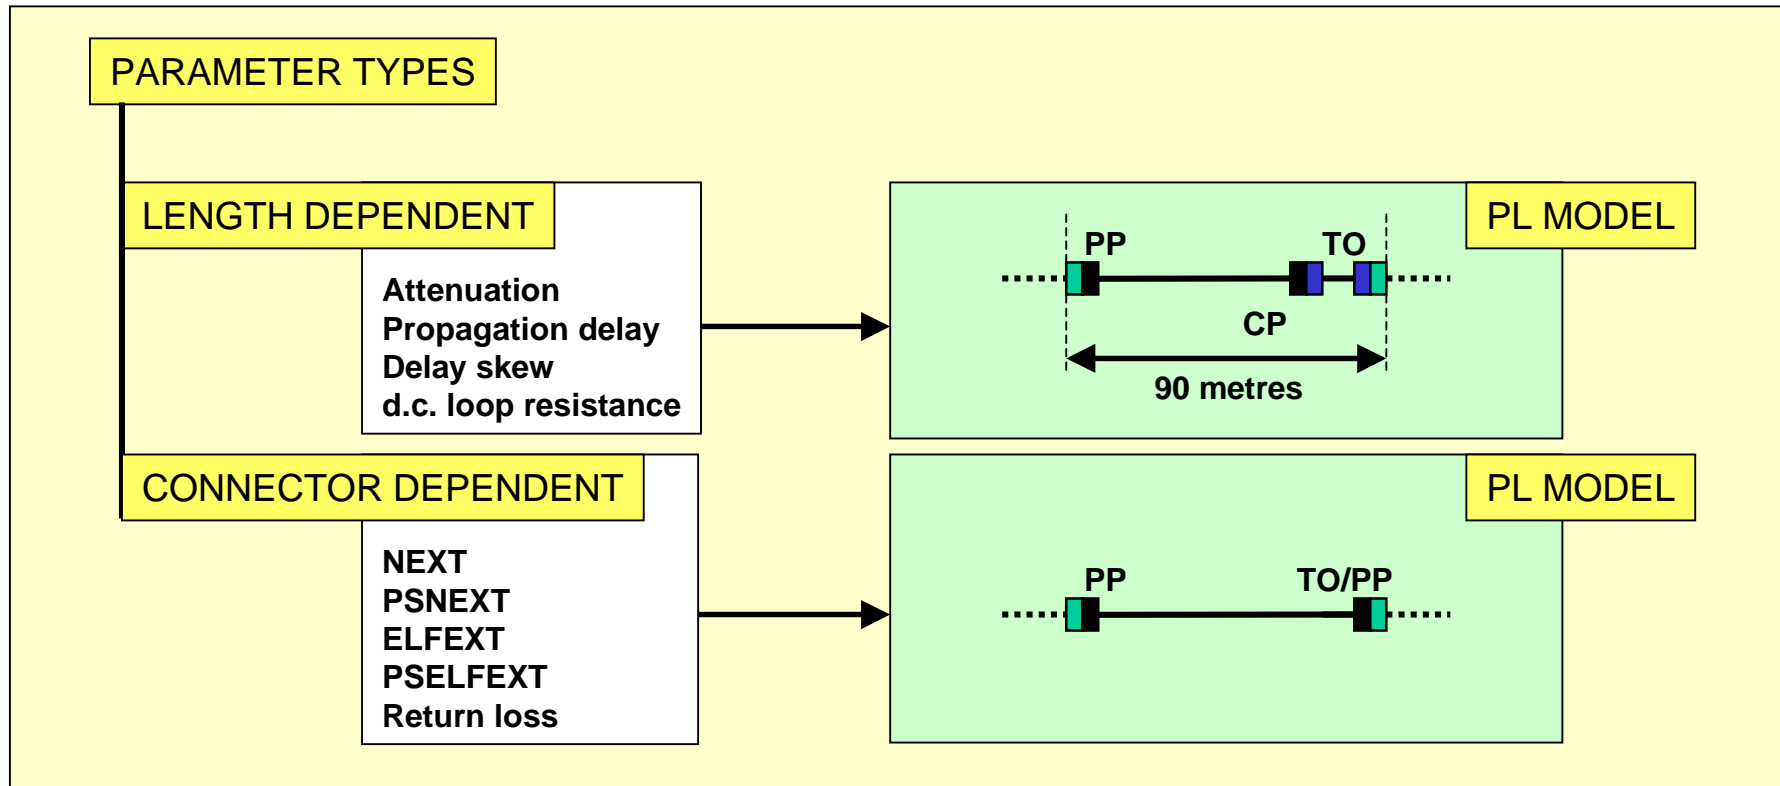 PARAMETER TYPES
LENGTH DEPENDENT
Attenuation
Propagation delay
Delay skew
d.c. loop resistance
PL MODEL
PP
TO
CP
90 metres
CONNECTOR DEPENDENT
NEXT
PSNEXT
ELFEXT
PSELFEXT
Return loss
PL MODEL
PP
TO/PP